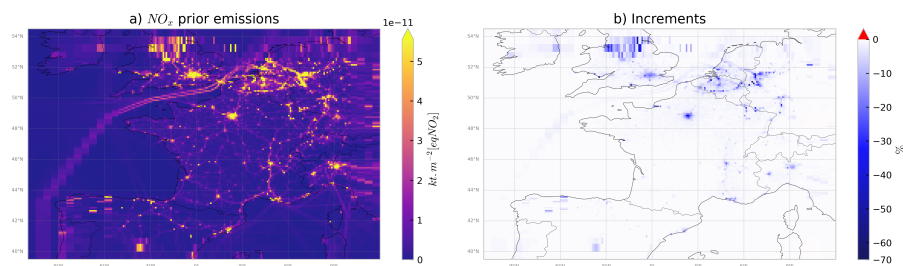 a) NOₓ prior emissions
1e−11
54°N
52°N
50°N
48°N
46°N
44°N
42°N
40°N
5
4
3
2
1
0
kt.m⁻²[eqNO₂]
b) Increments
54°N
52°N
50°N
48°N
46°N
44°N
42°N
40°N
0
−10
−20
−30
−40
−50
−60
−70
%